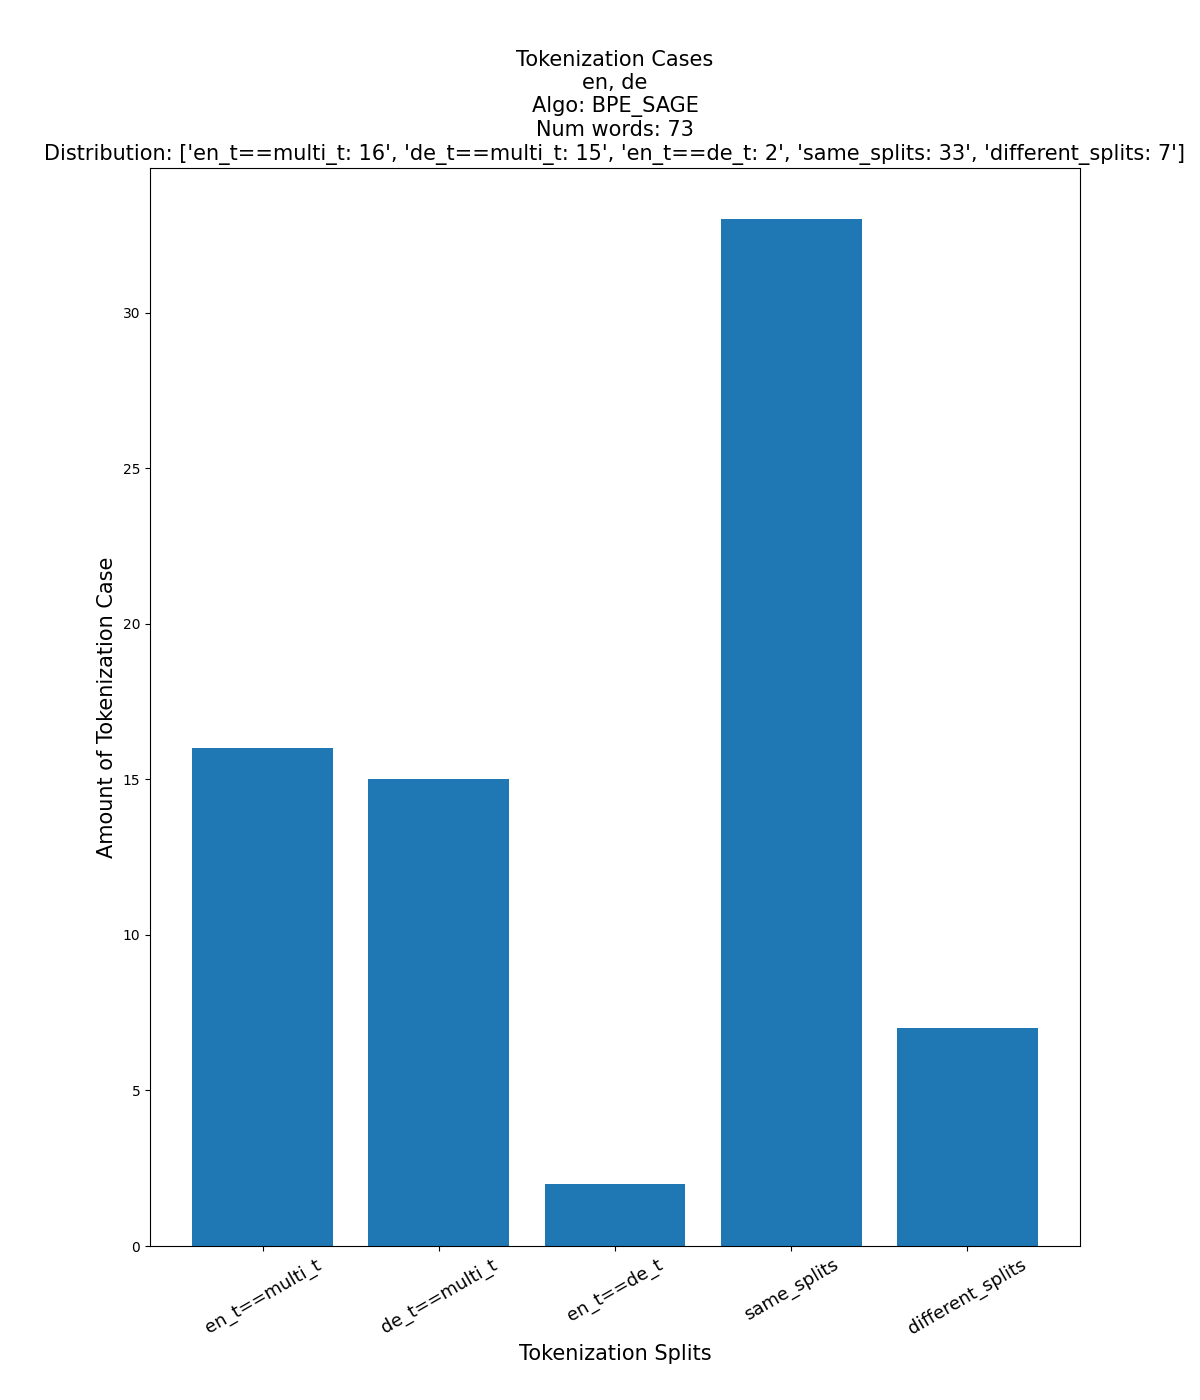 Tokenization Cases
en, de
Algo: BPE_SAGE
Num words: 73
Distribution: ['en_t==multi_t: 16', 'de_t==multi_t: 15', 'en_t==de_t: 2', 'same_splits: 33', 'different_splits: 7']
Amount of Tokenization Case
30
25
20
15
10
5
0
en_t==multi_t
de_t==multi_t
en_t==de_t
same_splits
different_splits
Tokenization Splits